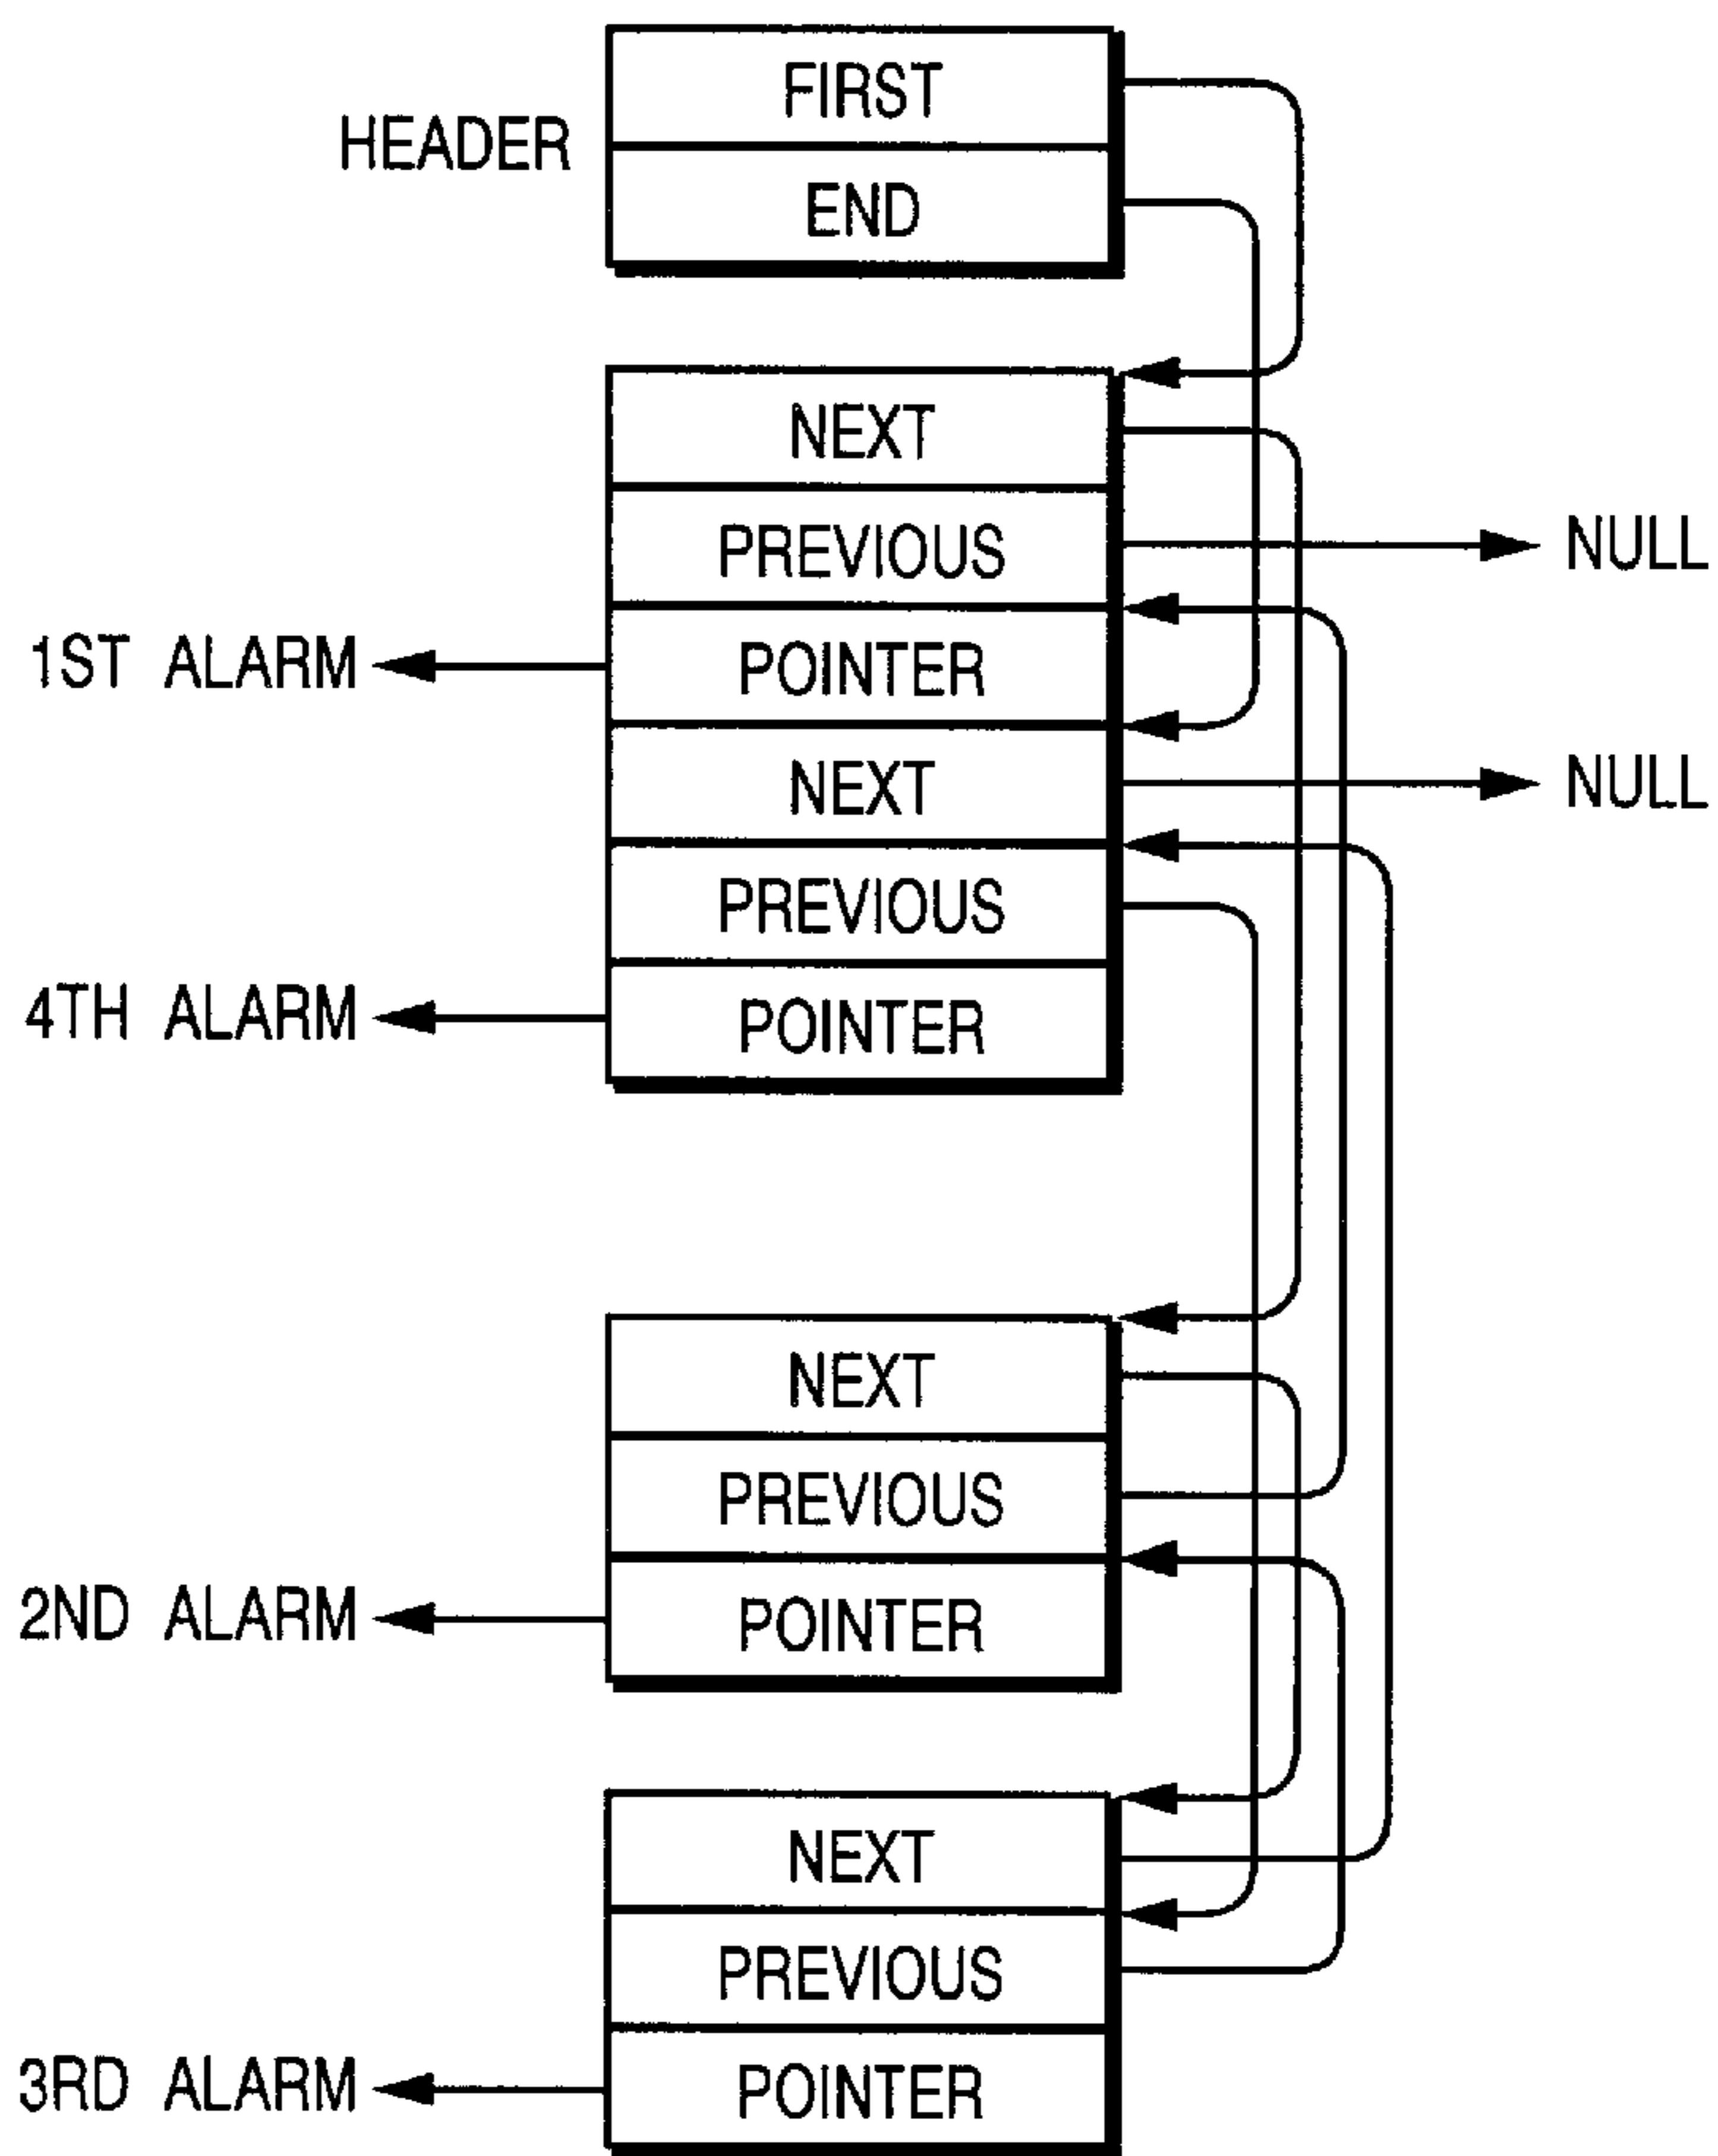 FIRST
HEADER
END
NEXT
PREVIOUS
NULL
1ST ALARM
POINTER
NEXT
NULL
PREVIOUS
4TH ALARM
POINTER
NEXT
PREVIOUS
2ND ALARM
POINTER
NEXT
PREVIOUS
3RD ALARM
POINTER